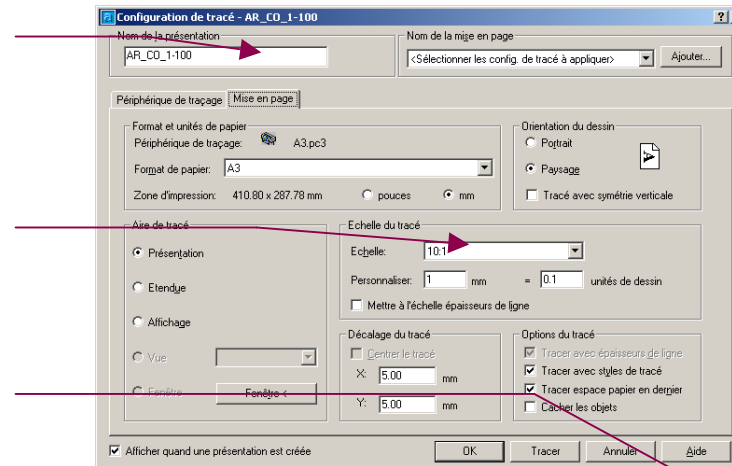 Configuration de tracé - AR_CO_1-100
Nom de la présentation
AR_CO_1-100
Nom de la mise en page
<Sélectionner les config. de tracé à appliquer>
Ajouter...
Périphérique de traçage
Mise en page
Format et unités de papier
Périphérique de traçage: A3.pc3
Format de papier: A3
Zone d'impression: 410.80 x 287.78 mm pouces mm
Orientation du dessin
Portrait
Paysage
Tracé avec symétrie verticale
Aire de tracé
Présentation
Etendue
Affichage
Vue
Fenêtre
Fenêtre <
Echelle du tracé
Echelle: 10:1
Personnaliser: 1 mm = 0.1 unités de dessin
Mettre à l'échelle épaisseurs de ligne
Décalage du tracé
Centrer le tracé
X: 5.00 mm
Y: 5.00 mm
Options du tracé
Tracer avec épaisseurs de ligne
Tracer avec styles de tracé
Tracer espace papier en dernier
Cacher les objets
Afficher quand une présentation est créée
OK
Tracer
Annuler
Aide